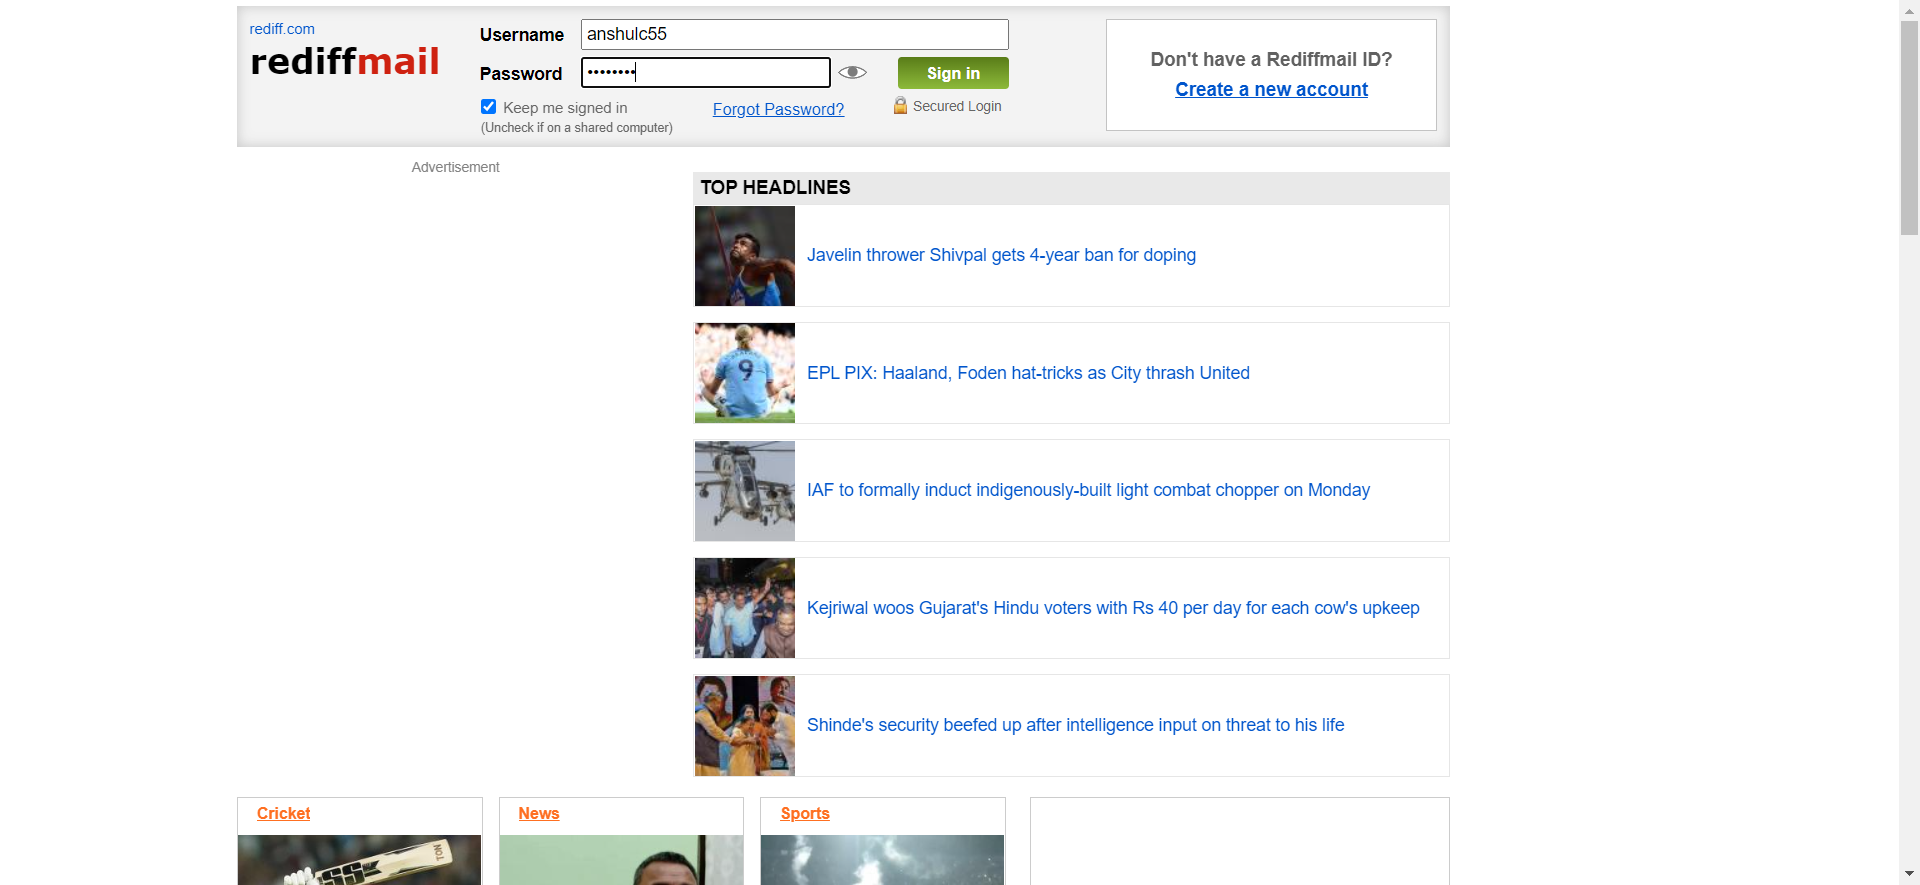 rediff.com
rediffmail
Username
anshulc55
Password
••••••••
Sign in
Keep me signed in
(Uncheck if on a shared computer)
Forgot Password?
Secured Login
Don't have a Rediffmail ID?
Create a new account
Advertisement
TOP HEADLINES
Javelin thrower Shivpal gets 4-year ban for doping
9
EPL PIX: Haaland, Foden hat-tricks as City thrash United
IAF to formally induct indigenously-built light combat chopper on Monday
Kejriwal woos Gujarat's Hindu voters with Rs 40 per day for each cow's upkeep
Shinde's security beefed up after intelligence input on threat to his life
Cricket
News
Sports
TON
SS